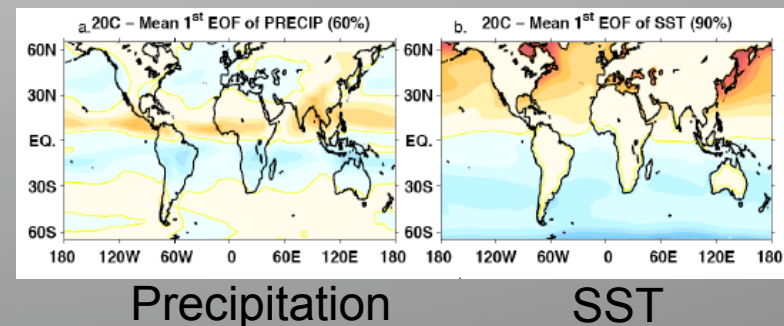 a. 20C – Mean 1st EOF of PRECIP (60%)
b. 20C – Mean 1st EOF of SST (90%)
60N
30N
EQ.
30S
60S
180 120W 60W 0 60E 120E 180
60N
30N
EQ.
30S
60S
180 120W 60W 0 60E 120E 180
Precipitation
SST